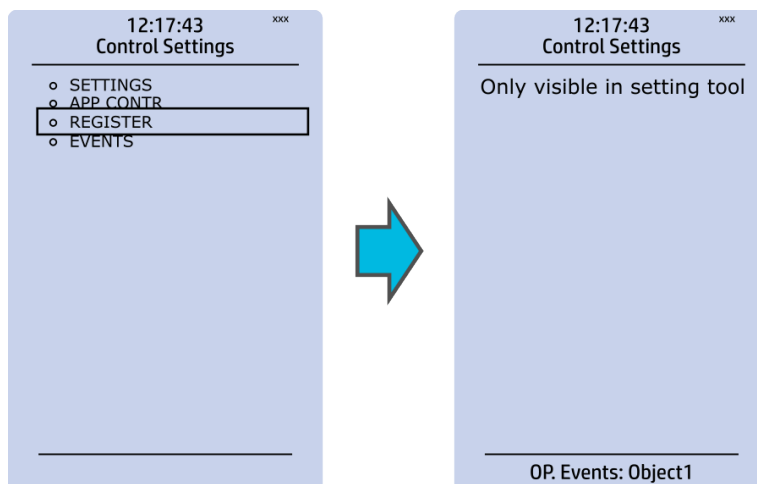 12:17:43 xxx
Control Settings
SETTINGS
APP CONTR
REGISTER
EVENTS
12:17:43 xxx
Control Settings
Only visible in setting tool
OP. Events: Object1